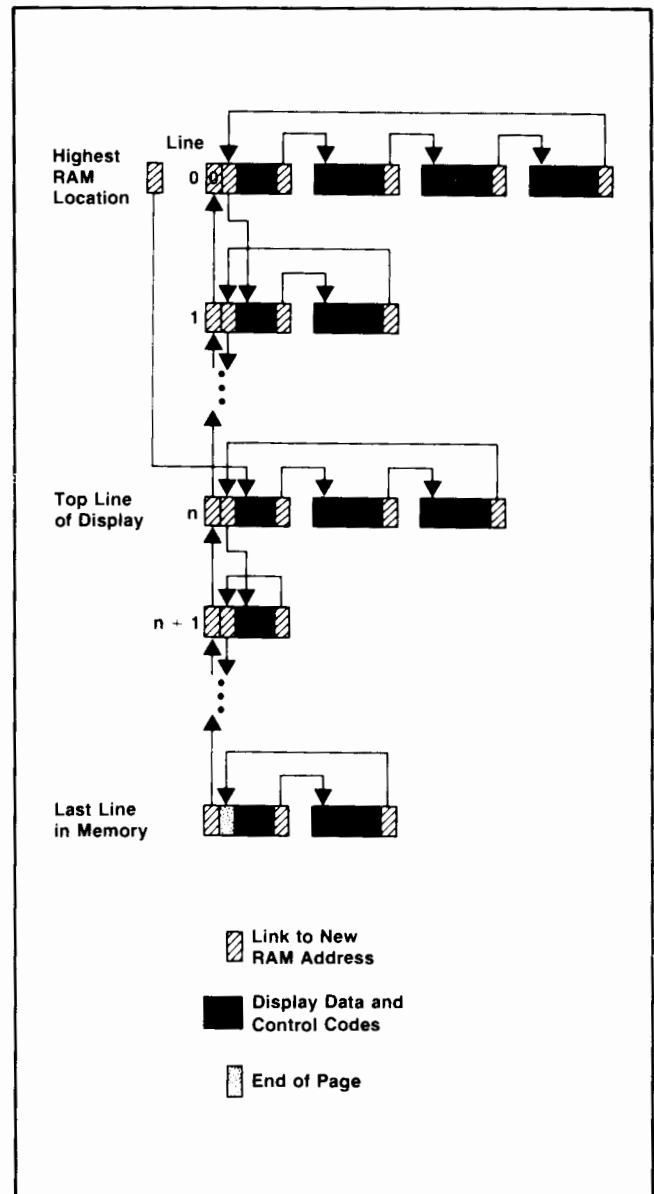 Line
Highest
RAM
Location
0
0
1
Top Line
of Display
n
n + 1
Last Line
in Memory
Link to New
RAM Address
Display Data and
Control Codes
End of Page